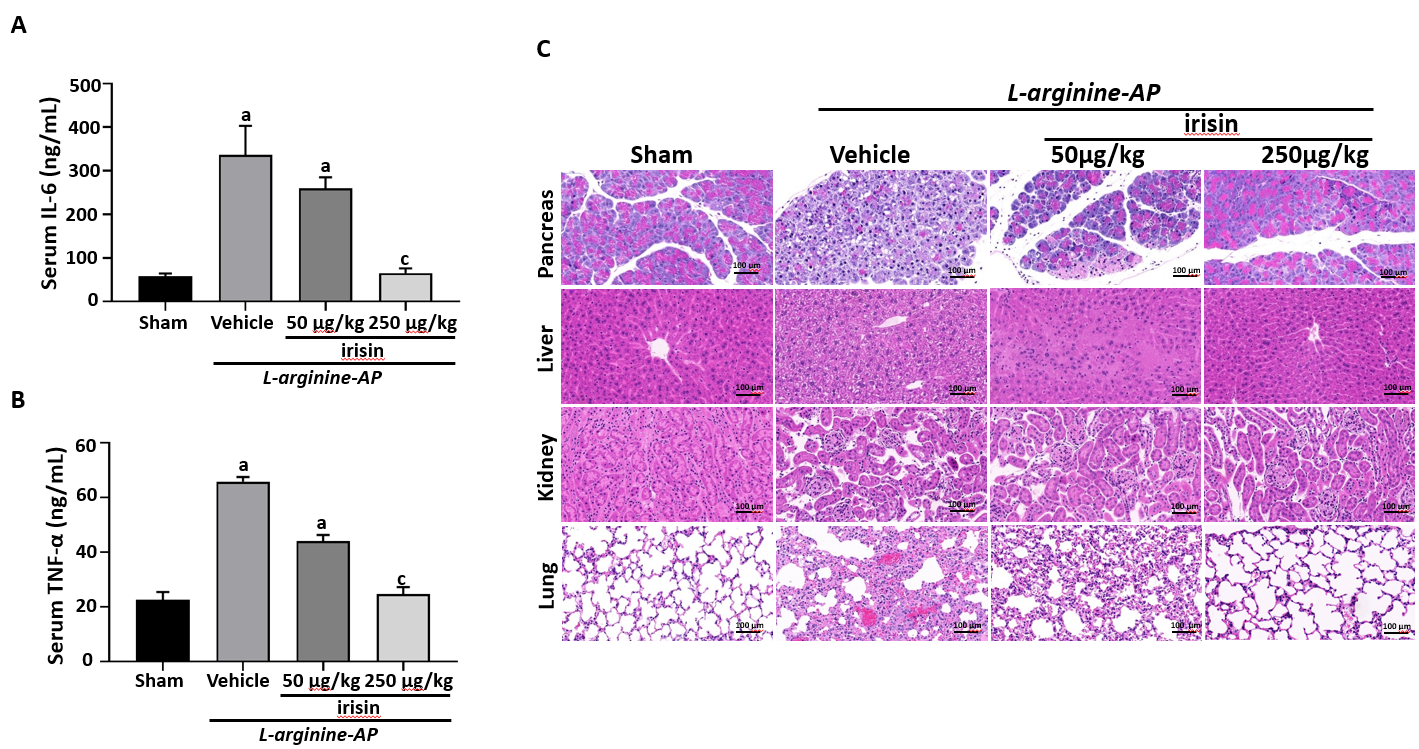 A
Serum IL-6 (ng/mL)
500
400
300
200
100
0
a
a
c
Sham
Vehicle
50 µg/kg
250 µg/kg
irisin
L-arginine-AP
B
Serum TNF-α (ng/mL)
60
60
40
20
0
a
a
c
Sham
Vehicle
50 µg/kg
250 µg/kg
irisin
L-arginine-AP
C
L-arginine-AP
irisin
Sham
Vehicle
50µg/kg
250µg/kg
Pancreas
100 µm
100 µm
100 µm
100 µm
Liver
100 µm
100 µm
100 µm
100 µm
Kidney
100 µm
100 µm
100 µm
100 µm
Lung
100 µm
100 µm
100 µm
100 µm